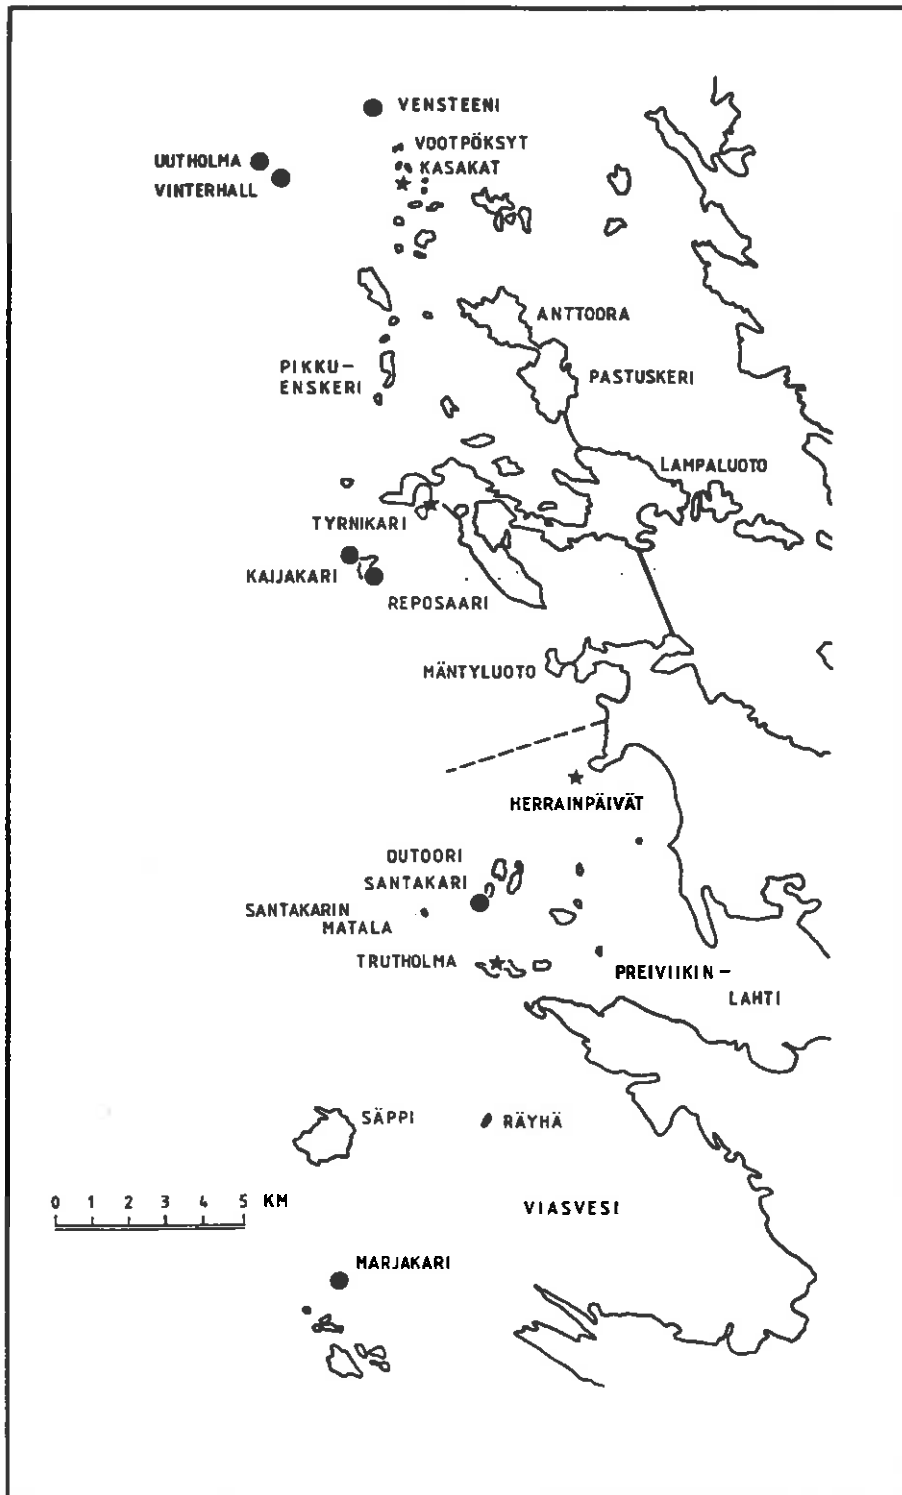 VENSTEENI
VOOTPÖKSYT
UUTHOLMA
KASAKAT
VINTERHALL
ANTTOORA
PIKKU-
ENSKERI
PASTUSKERI
LAMPALUOTO
TYRNIKARI
KAIJAKARI
REPOSAARI
MÄNTYLUOTO
HERRAINPÄIVÄT
OUTOORI
SANTAKARI
SANTAKARIN
MATALA
TRUTHOLMA
PREIVIIKIN-
LAHTI
SÄPPI
RÄYHÄ
0 1 2 3 4 5 KM
VIASVESI
MARJAKARI